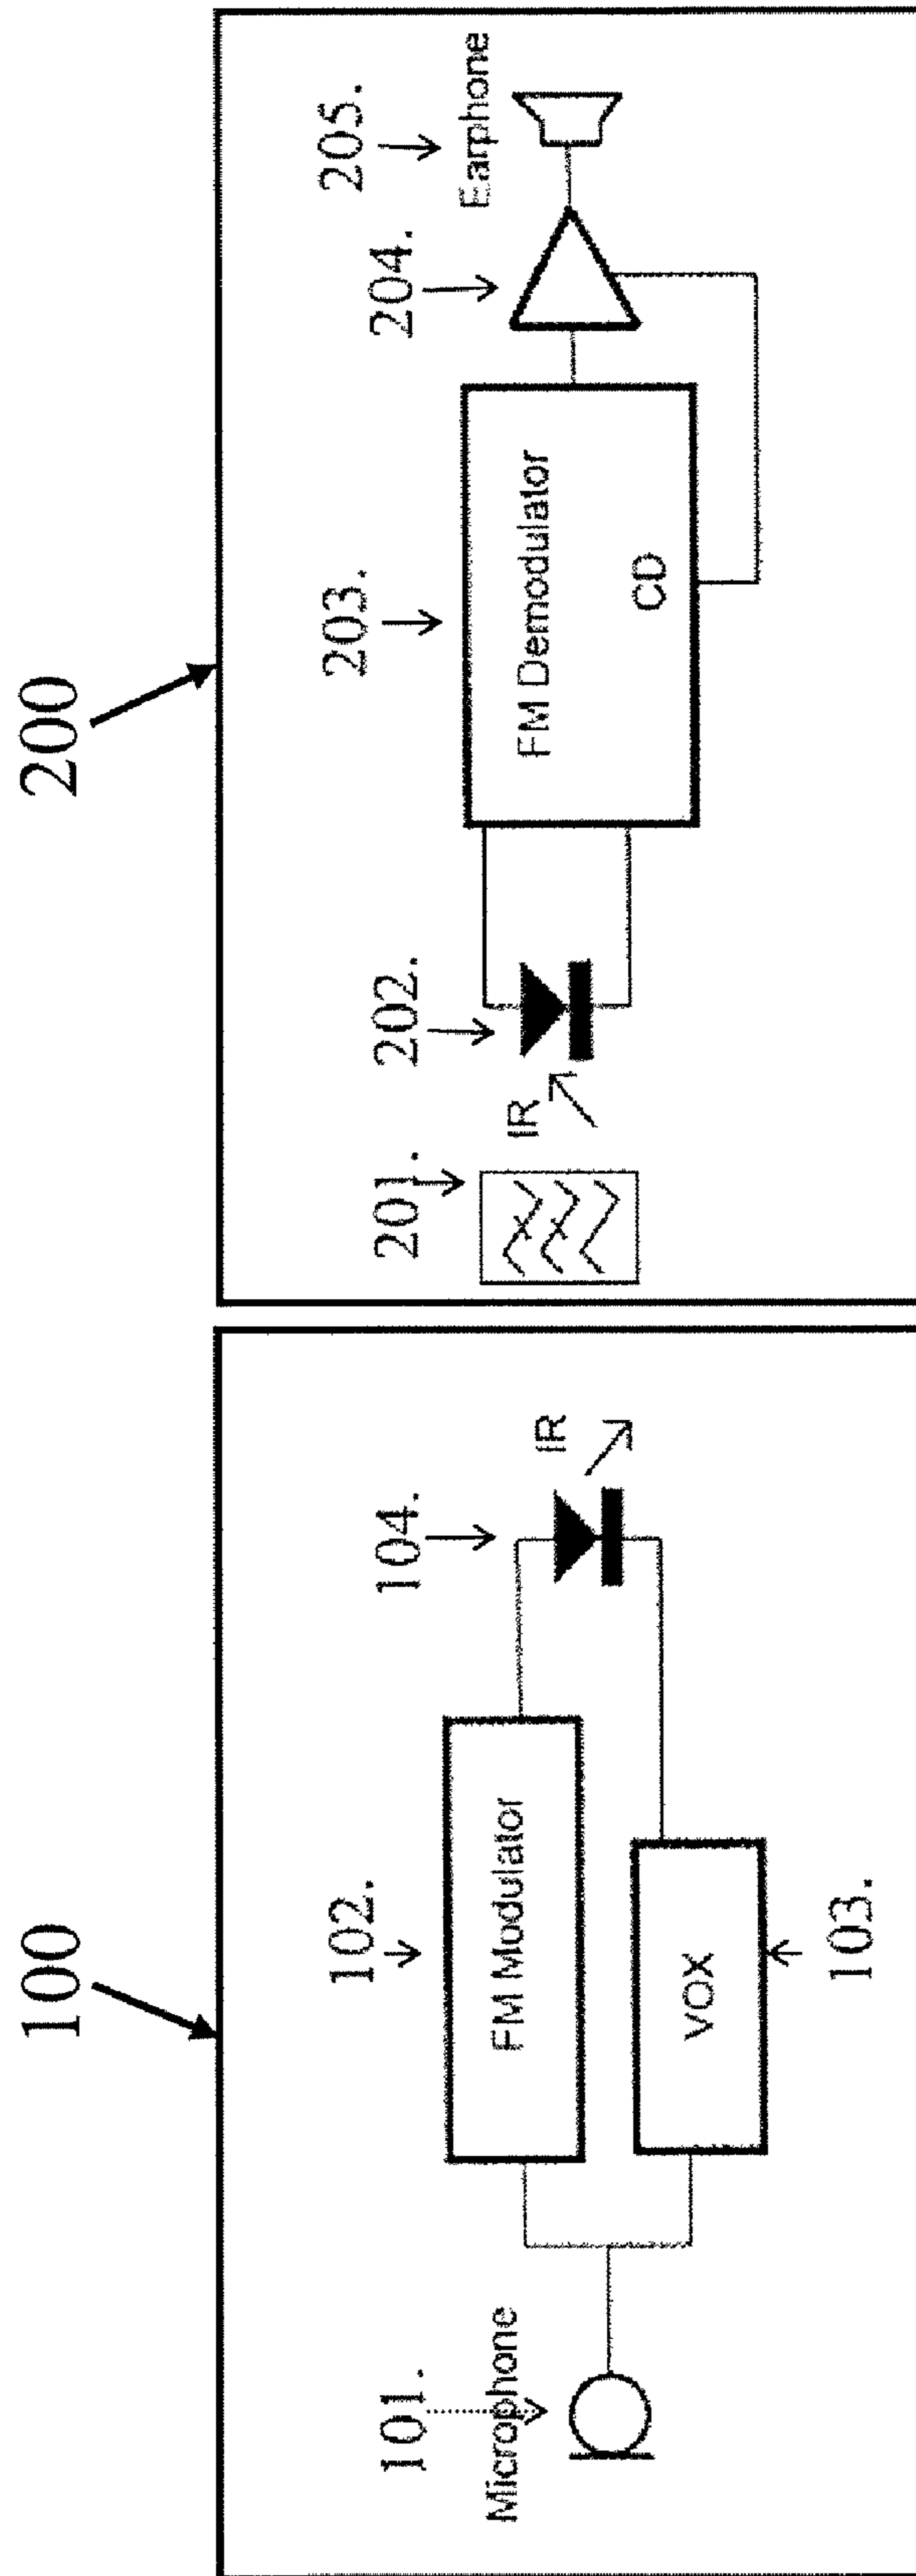 100
200
101.
Microphone
102.
FM Modulator
VOX
103.
104.
IR
201.
202.
IR
203.
FM Demodulator
CD
204.
205.
Earphone